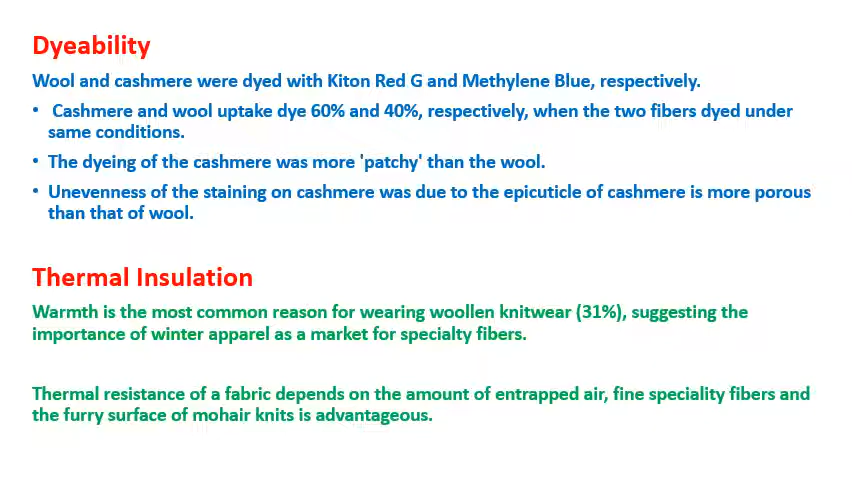 Dyeability
Wool and cashmere were dyed with Kiton Red G and Methylene Blue, respectively.
• Cashmere and wool uptake dye 60% and 40%, respectively, when the two fibers dyed under
same conditions.
• The dyeing of the cashmere was more 'patchy' than the wool.
• Unevenness of the staining on cashmere was due to the epicuticle of cashmere is more porous
than that of wool.
Thermal Insulation
Warmth is the most common reason for wearing woollen knitwear (31%), suggesting the
importance of winter apparel as a market for specialty fibers.
Thermal resistance of a fabric depends on the amount of entrapped air, fine speciality fibers and
the furry surface of mohair knits is advantageous.